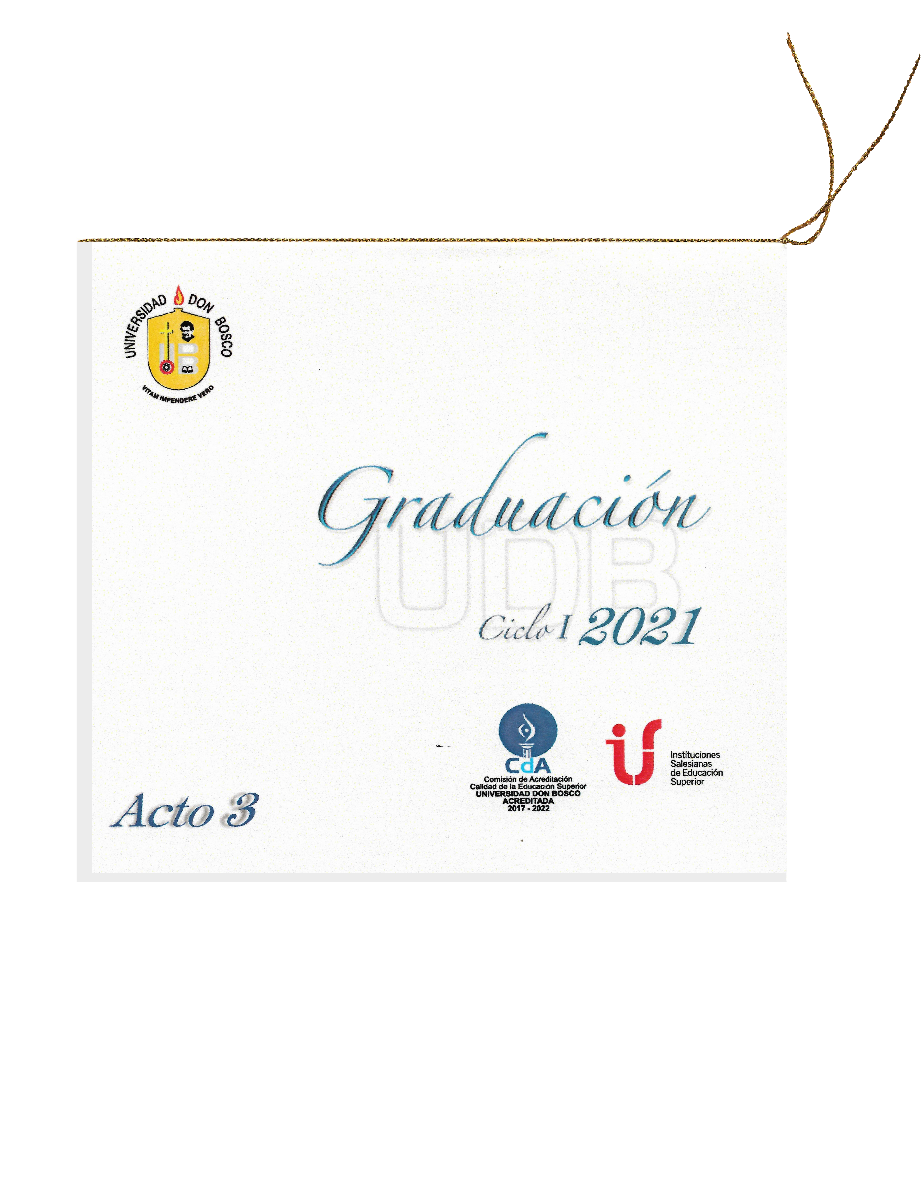 UNIVERSIDAD DON BOSCO
VITAM IMPENDERE VERO
Graduación
UDB
Ciclo I 2021
CdA
Comisión de Acreditación
Calidad de la Educación Superior
UNIVERSIDAD DON BOSCO
ACREDITADA
2017 - 2022
Instituciones
Salesianas
de Educación
Superior
Acto 3